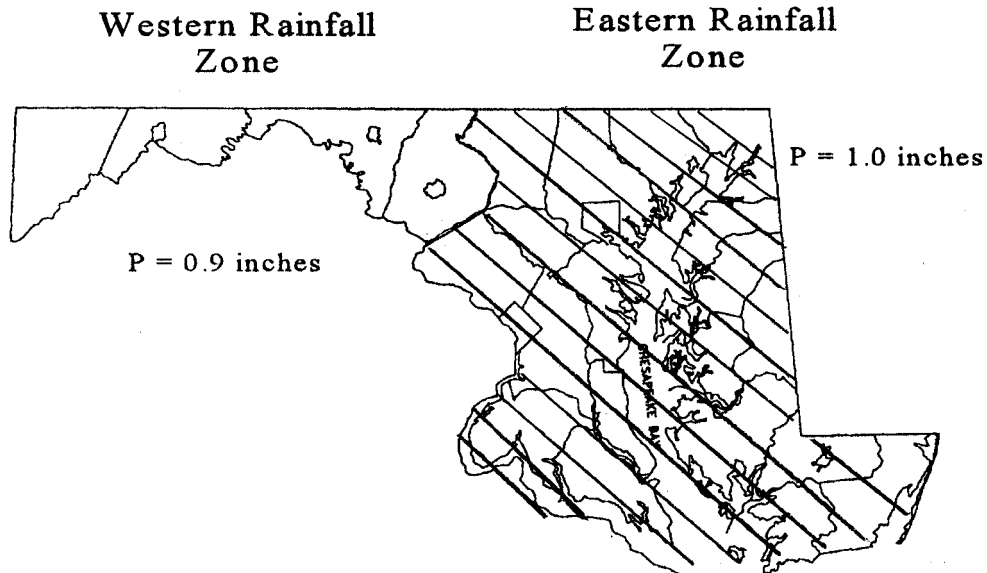 Western Rainfall
Zone
Eastern Rainfall
Zone
P = 1.0 inches
P = 0.9 inches
CHESAPEAKE BAY